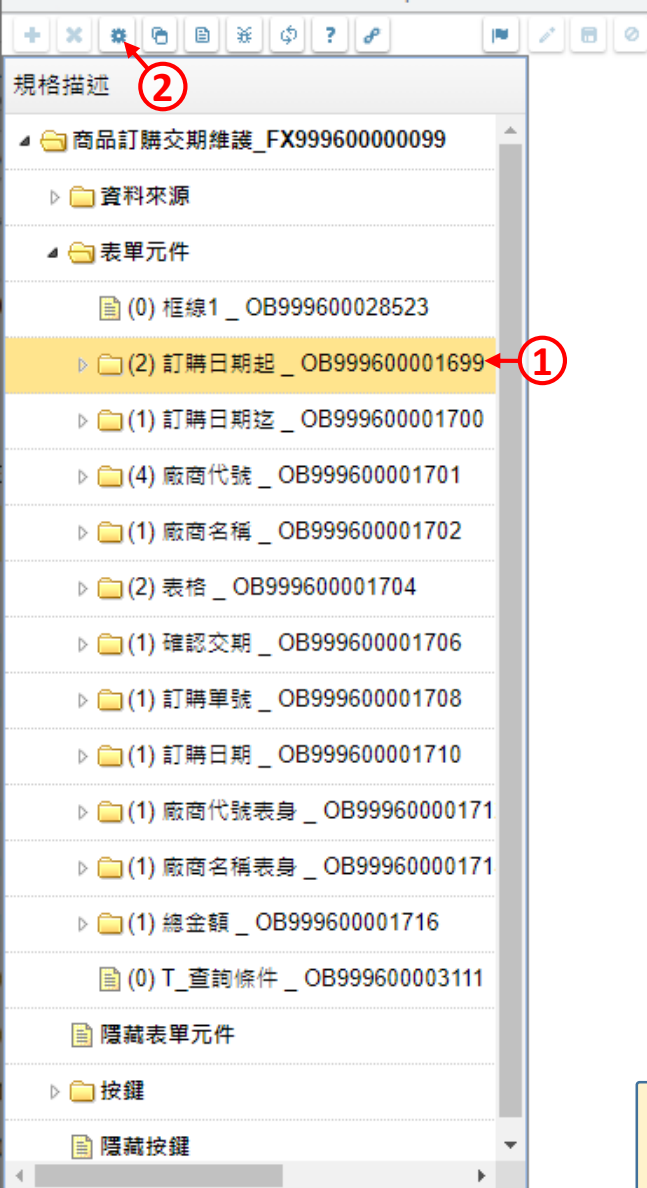 ?
規格描述
②
商品訂購交期維護_FX999600000099
資料來源
表單元件
(0) 框線1 _ OB999600028523
(2) 訂購日期起 _ OB999600001699
①
(1) 訂購日期迄 _ OB999600001700
(4) 廠商代號 _ OB999600001701
(1) 廠商名稱 _ OB999600001702
(2) 表格 _ OB999600001704
(1) 確認交期 _ OB999600001706
(1) 訂購單號 _ OB999600001708
(1) 訂購日期 _ OB999600001710
(1) 廠商代號表身 _ OB99960000171
(1) 廠商名稱表身 _ OB99960000171
(1) 總金額 _ OB999600001716
(0) T_查詢條件 _ OB999600003111
隱藏表單元件
按鍵
隱藏按鍵